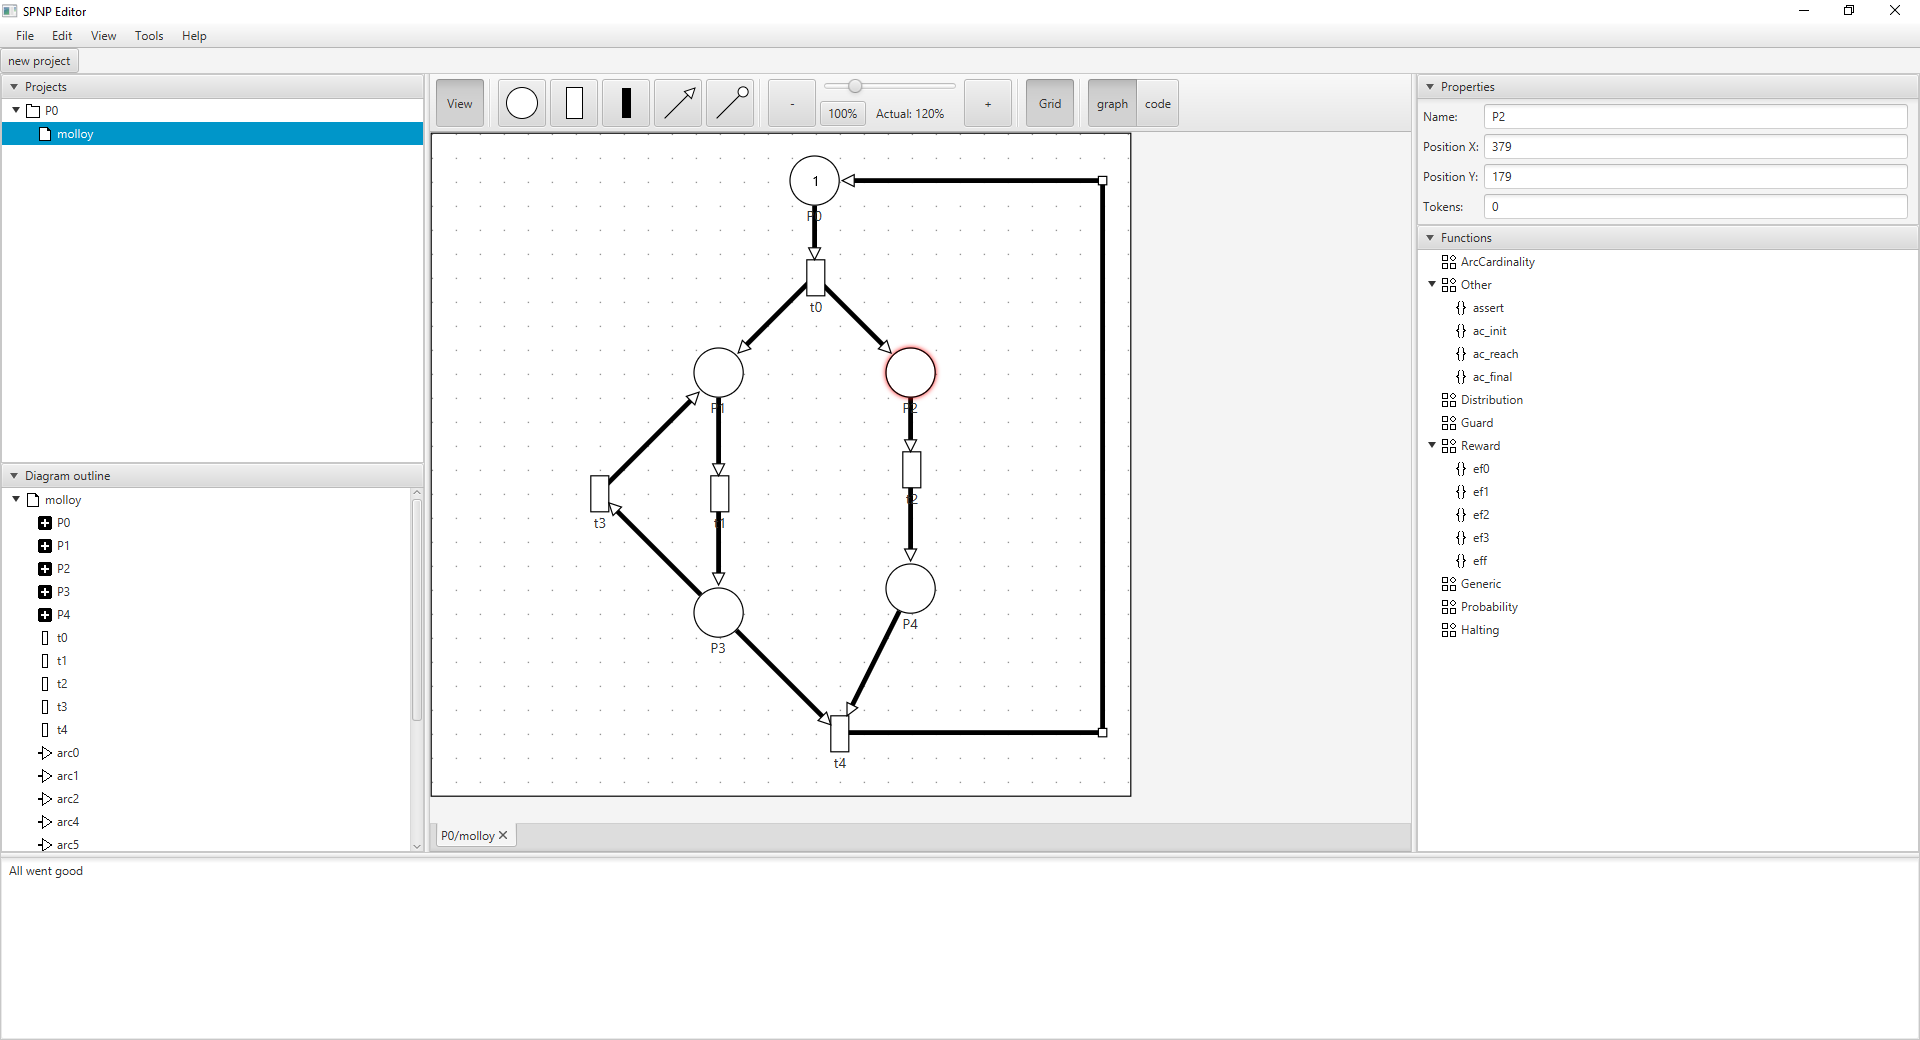 SPNP Editor
File Edit View Tools Help
new project
Projects
P0
molloy
Diagram outline
molloy
P0
P1
P2
P3
P4
t0
t1
t2
t3
t4
arc0
arc1
arc2
arc4
arc5
View
-
100%
Actual: 120%
+
Grid
graph
code
1
P0
t0
P1
P2
t3
t1
t2
P3
P4
t4
P0/molloy
Properties
Name: P2
Position X: 379
Position Y: 179
Tokens: 0
Functions
ArcCardinality
Other
{} assert
{} ac_init
{} ac_reach
{} ac_final
Distribution
Guard
Reward
{} ef0
{} ef1
{} ef2
{} ef3
{} eff
Generic
Probability
Halting
All went good